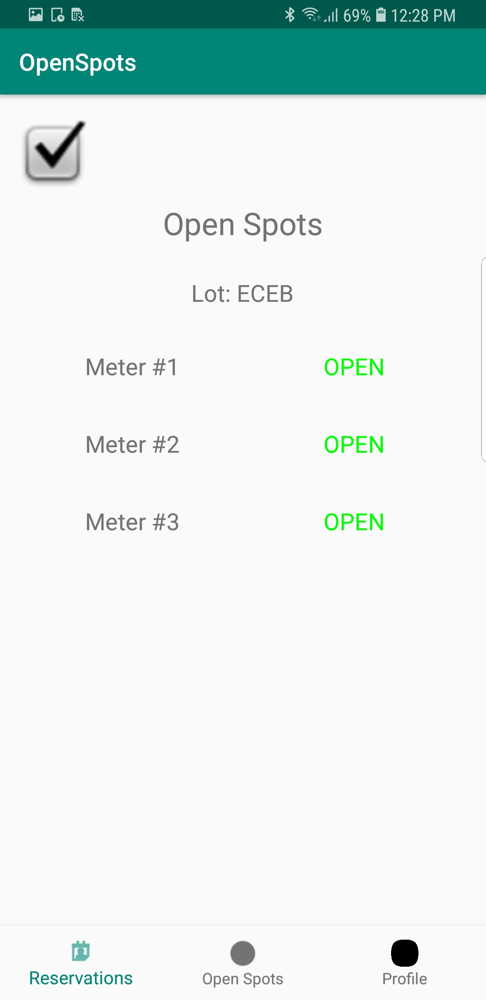 69% 12:28 PM
OpenSpots
Open Spots
Lot: ECEB
Meter #1 OPEN
Meter #2 OPEN
Meter #3 OPEN
Reservations Open Spots Profile